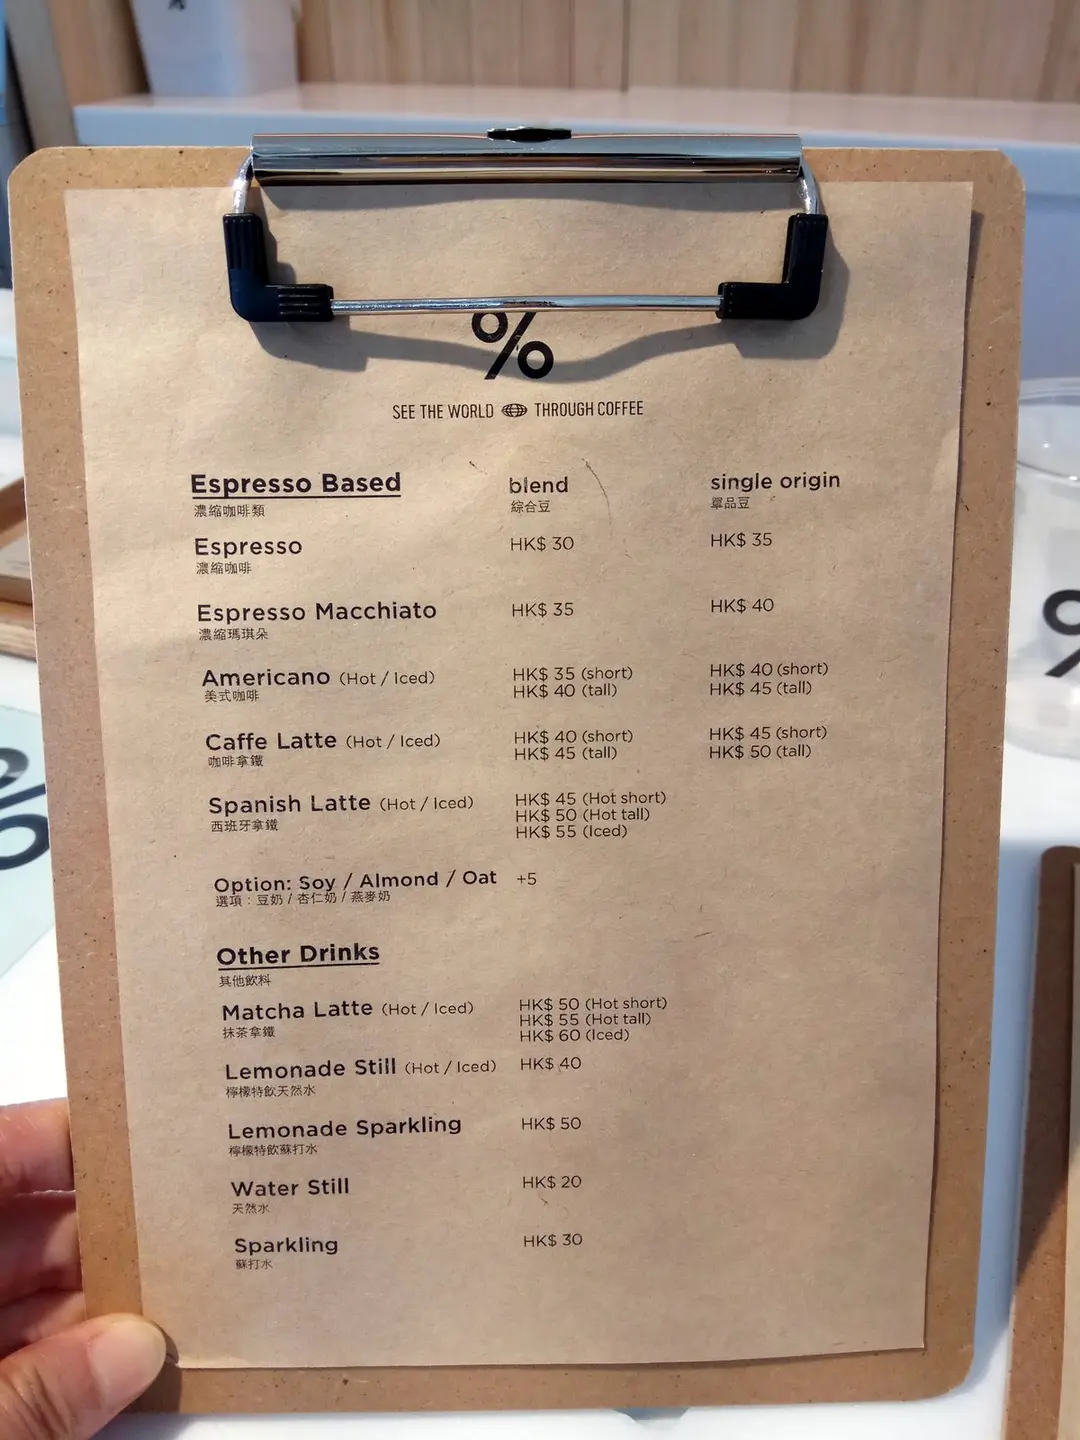 %
SEE THE WORLD THROUGH COFFEE
Espresso Based blend single origin
濃縮咖啡類 綜合豆 單品豆
Espresso HK$ 30 HK$ 35
濃縮咖啡
Espresso Macchiato HK$ 35 HK$ 40
濃縮瑪琪朵
Americano (Hot / Iced) HK$ 35 (short) HK$ 40 (short)
美式咖啡 HK$ 40 (tall) HK$ 45 (tall)
Caffe Latte (Hot / Iced) HK$ 40 (short) HK$ 45 (short)
咖啡拿鐵 HK$ 45 (tall) HK$ 50 (tall)
Spanish Latte (Hot / Iced) HK$ 45 (Hot short)
西班牙拿鐵 HK$ 50 (Hot tall)
HK$ 55 (Iced)
Option: Soy / Almond / Oat +5
選項：豆奶 / 杏仁奶 / 燕麥奶
Other Drinks
其他飲料
Matcha Latte (Hot / Iced) HK$ 50 (Hot short)
抹茶拿鐵 HK$ 55 (Hot tall)
HK$ 60 (Iced)
Lemonade Still (Hot / Iced) HK$ 40
檸檬特飲天然水
Lemonade Sparkling HK$ 50
檸檬特飲蘇打水
Water Still HK$ 20
天然水
Sparkling HK$ 30
蘇打水
%
%